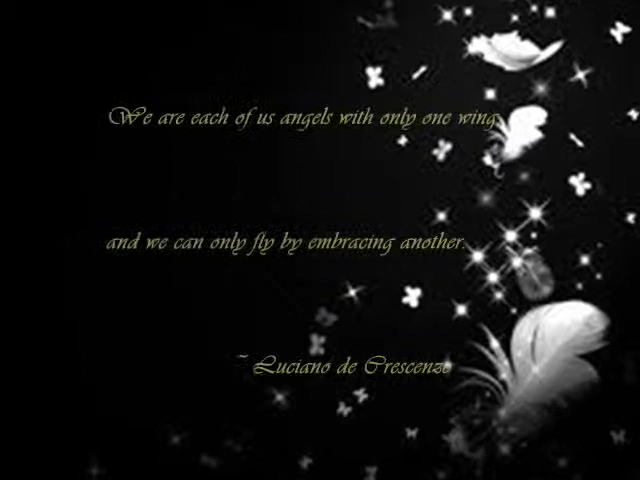 We are each of us angels with only one wing,
and we can only fly by embracing another.
~ Luciano de Crescenzo